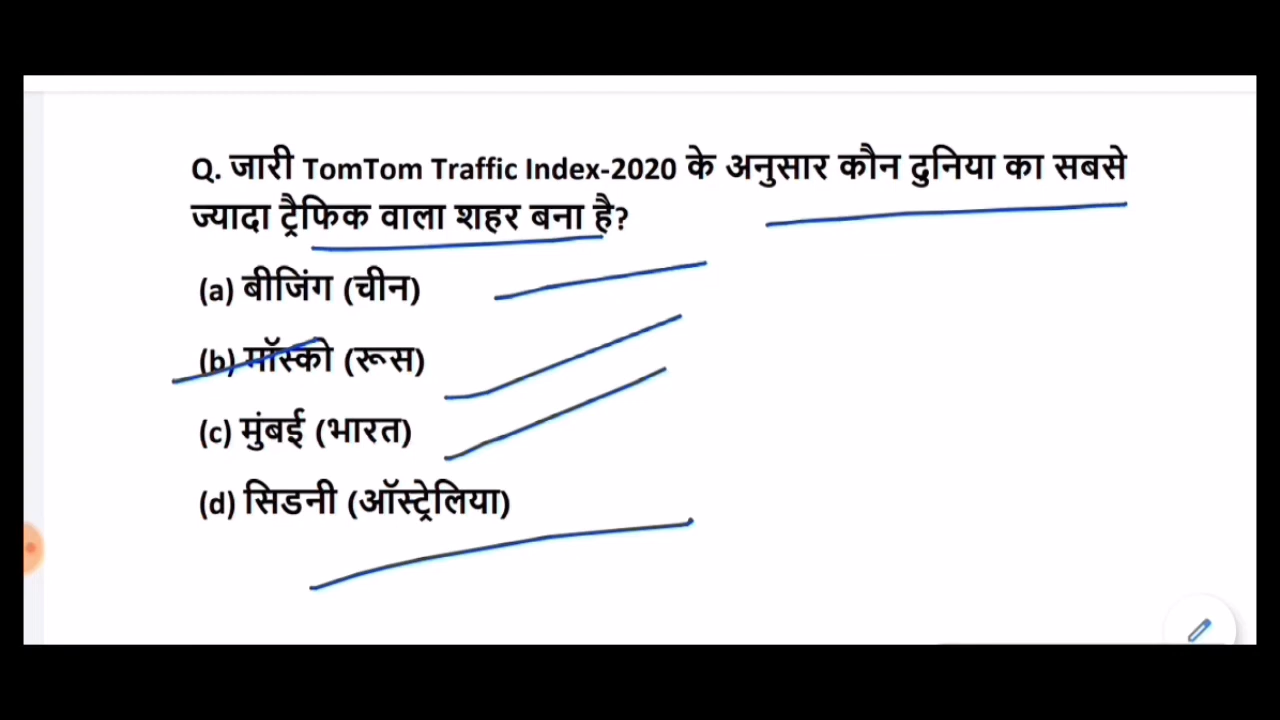 Q. जारी TomTom Traffic Index-2020 के अनुसार कौन दुनिया का सबसे
ज्यादा ट्रैफिक वाला शहर बना है?
(a) बीजिंग (चीन)
(b) मॉस्को (रूस)
(c) मुंबई (भारत)
(d) सिडनी (ऑस्ट्रेलिया)